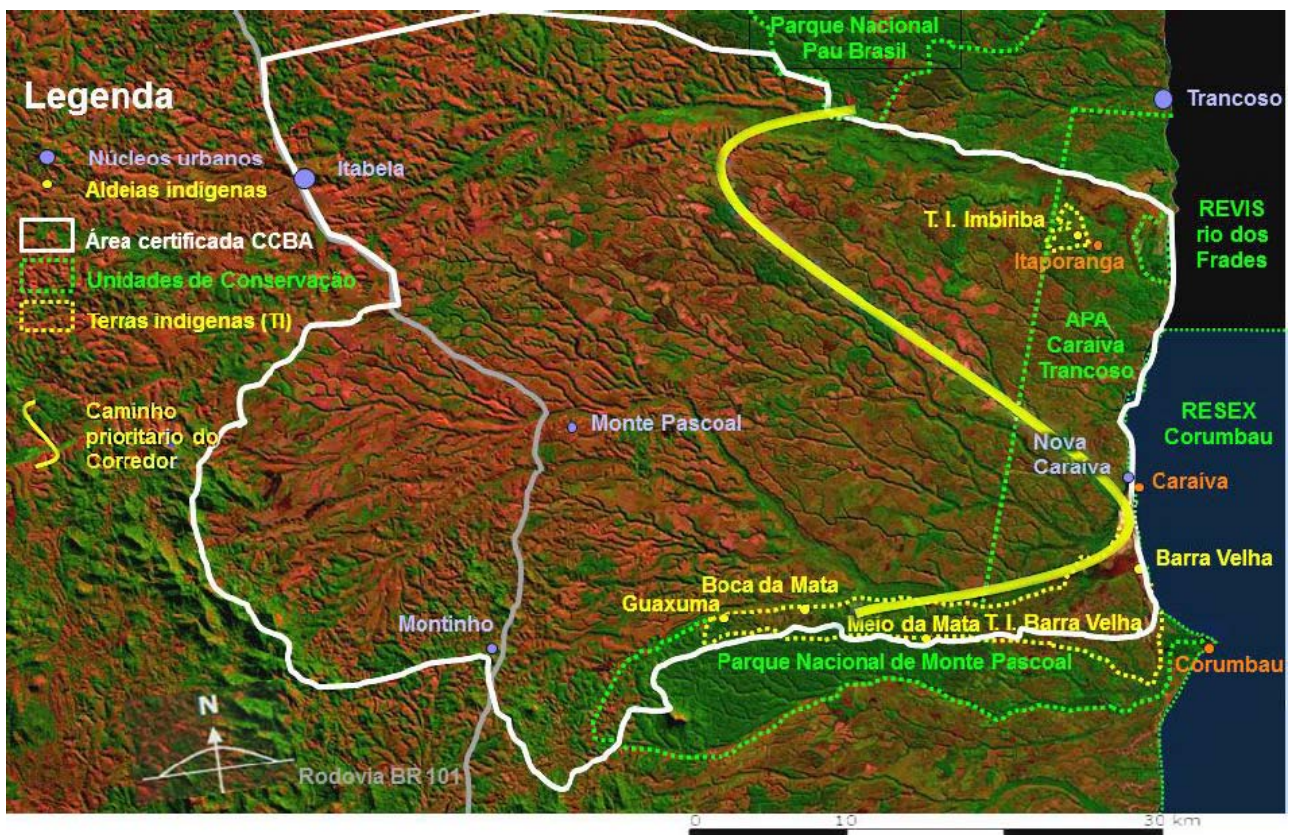 Parque Nacional
Pau Brasil
Legenda
Núcleos urbanos
Aldeias indígenas
Área certificada CCBA
Unidades de Conservação
Terras indígenas (TI)
Caminho
prioritário do
Corredor
Itabela
Trancoso
T. I. Imbiriba
Itaporanga
REVIS
rio dos
Frades
APA
Caraiva
Trancoso
RESEX
Corumbau
Monte Pascoal
Nova
Caraiva
Caraíva
Barra Velha
Boca da Mata
Guaxuma
Meio da Mata T. I. Barra Velha
Montinho
Parque Nacional de Monte Pascoal
Corumbau
N
Rodovia BR 101
0 10 30 km